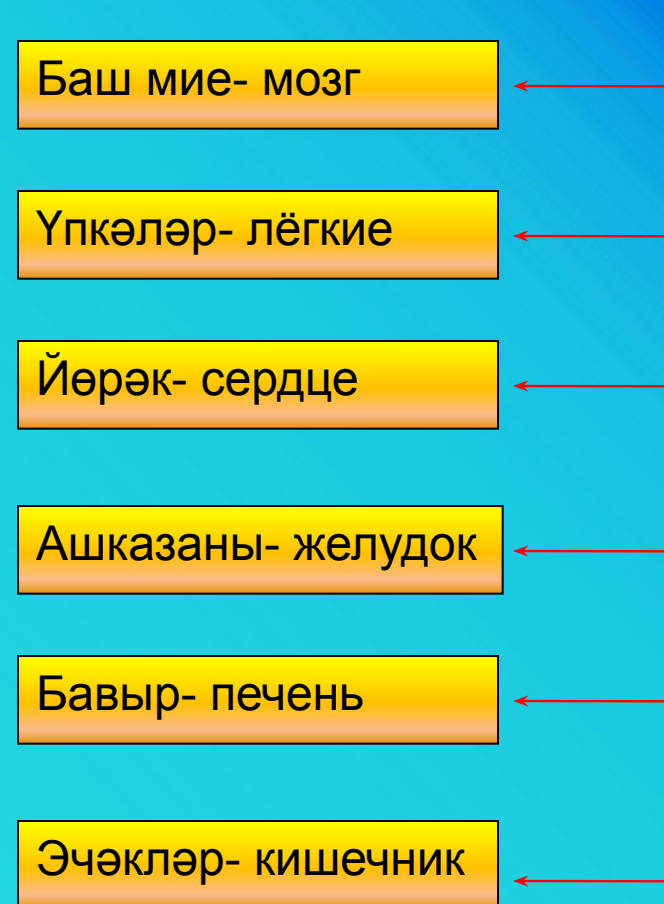 Баш мие- мозг
Үпкәләр- лёгкие
Йөрәк- сердце
Ашказаны- желудок
Бавыр- печень
Эчәкләр- кишечник